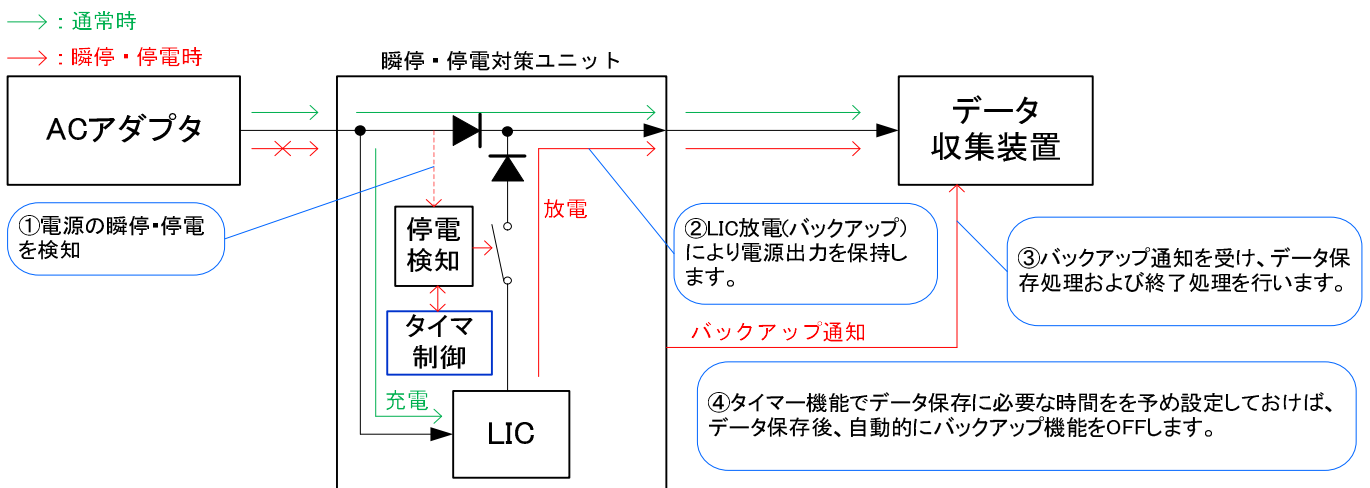 :通常時
:瞬停・停電時
瞬停・停電対策ユニット
ACアダプタ
データ
収集装置
①電源の瞬停・停電
を検知
停電
検知
タイマ
制御
放電
②LIC放電(バックアップ)
により電源出力を保持し
ます。
③バックアップ通知を受け、データ保
存処理および終了処理を行います。
バックアップ通知
充電
LIC
④タイマー機能でデータ保存に必要な時間をを予め設定しておけば、
データ保存後、自動的にバックアップ機能をOFFします。